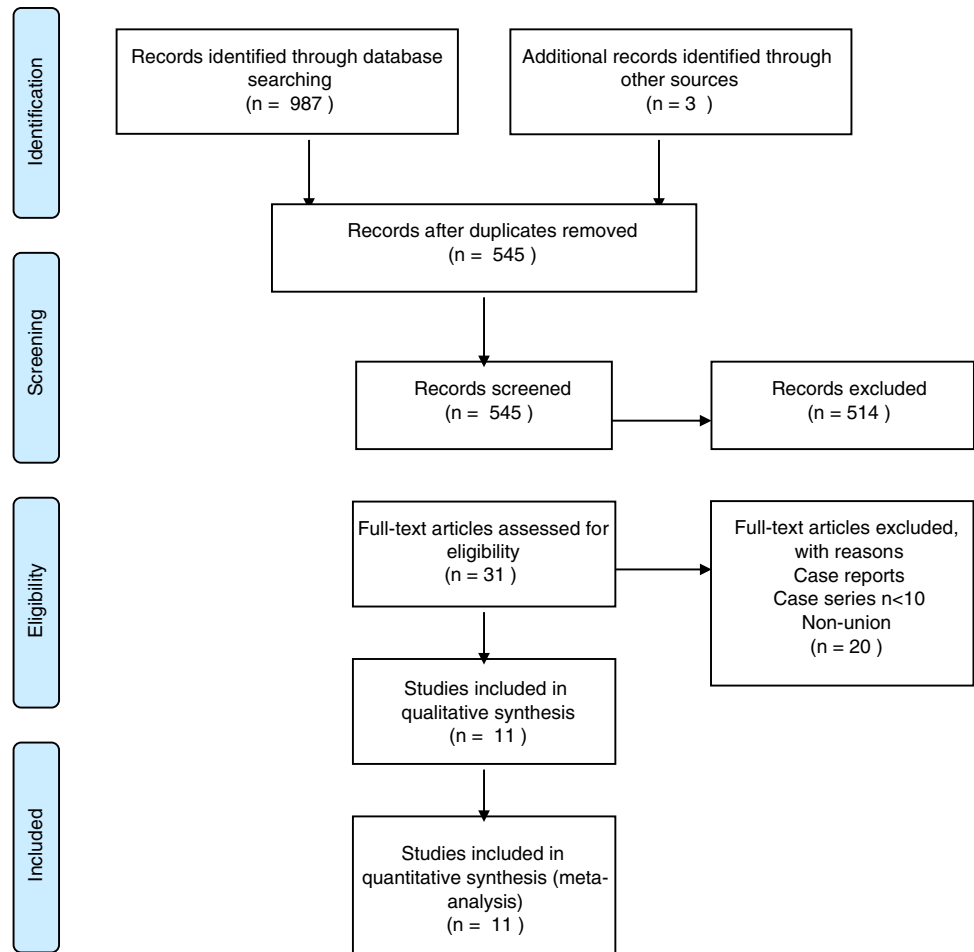 Identification
Records identified through database
searching
(n = 987 )
Additional records identified through
other sources
(n = 3 )
Records after duplicates removed
(n = 545 )
Screening
Records screened
(n = 545 )
Records excluded
(n = 514 )
Eligibility
Full-text articles assessed for
eligibility
(n = 31 )
Full-text articles excluded,
with reasons
Case reports
Case series n<10
Non-union
(n = 20 )
Studies included in
qualitative synthesis
(n = 11 )
Included
Studies included in
quantitative synthesis (meta-
analysis)
(n = 11 )